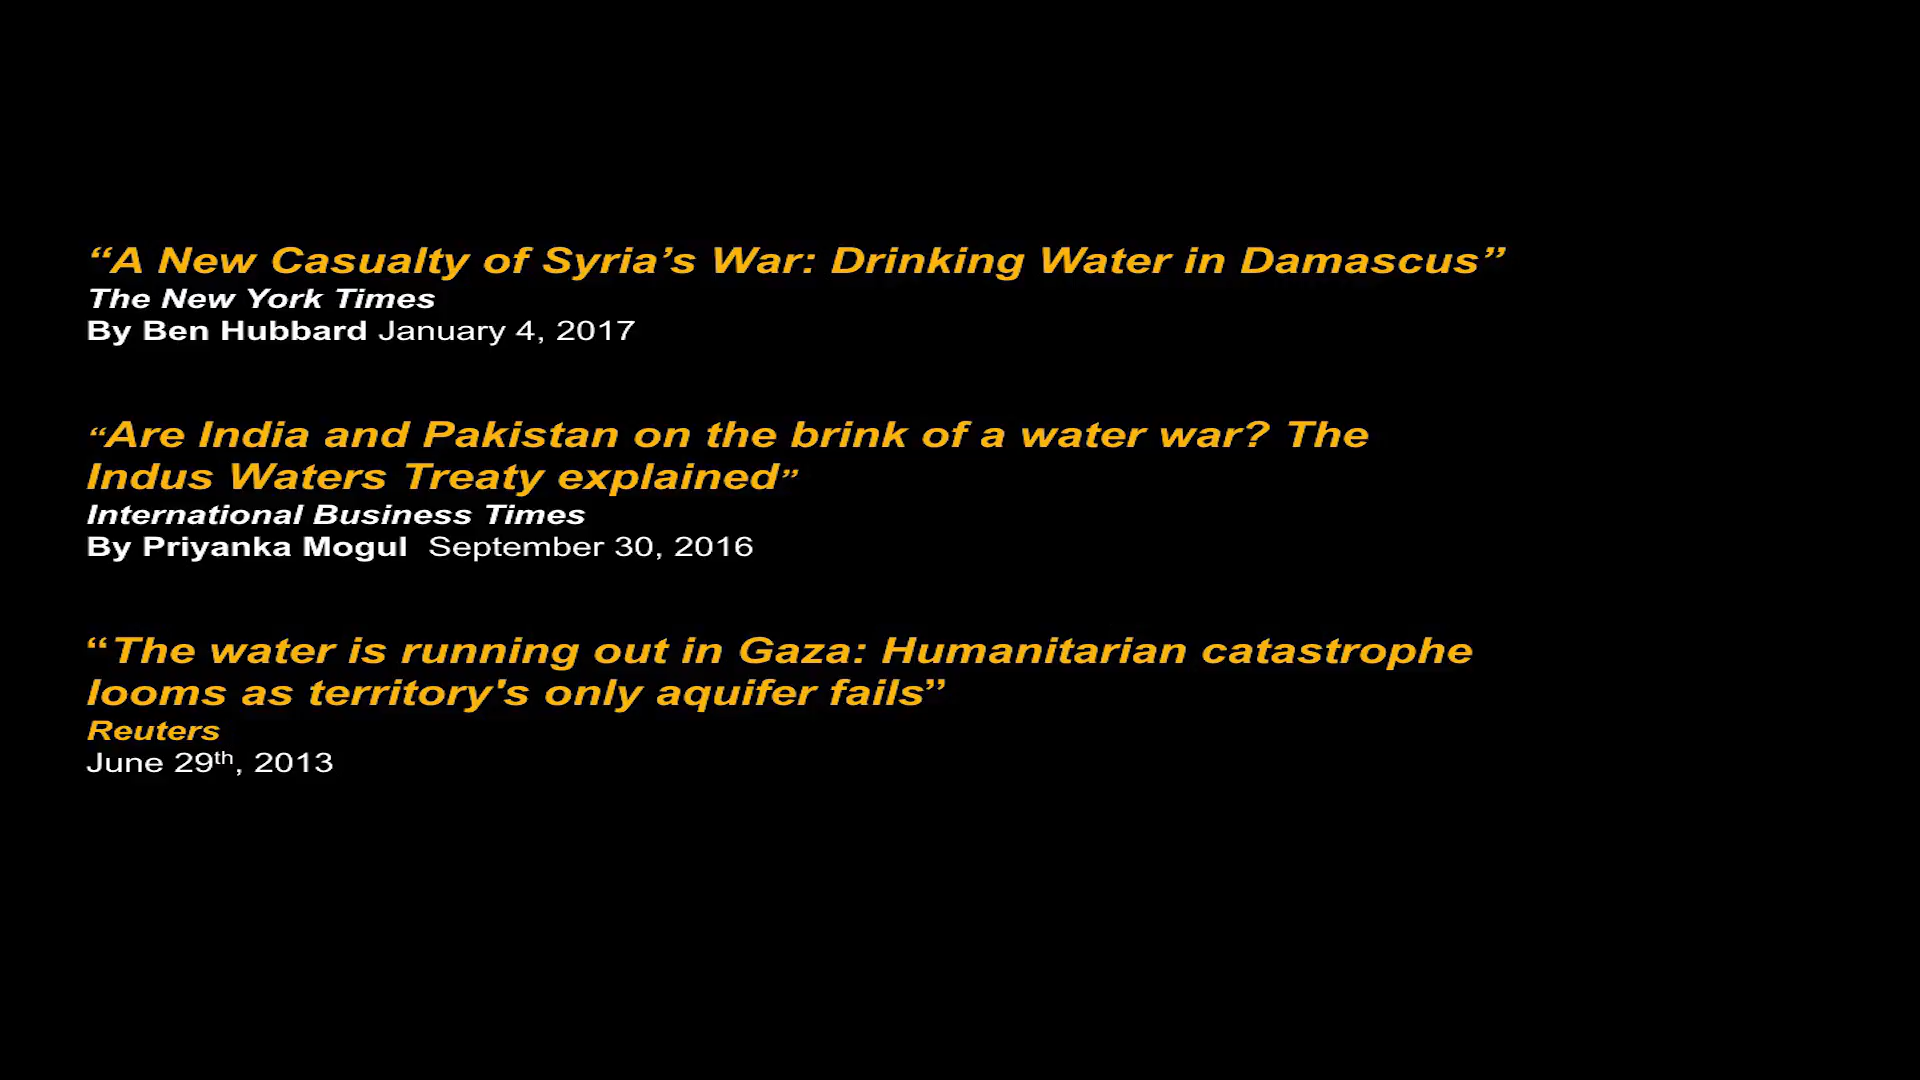 “A New Casualty of Syria’s War: Drinking Water in Damascus”
The New York Times
By Ben Hubbard January 4, 2017
“Are India and Pakistan on the brink of a water war? The
Indus Waters Treaty explained”
International Business Times
By Priyanka Mogul  September 30, 2016
“The water is running out in Gaza: Humanitarian catastrophe
looms as territory's only aquifer fails”
Reuters
June 29th, 2013